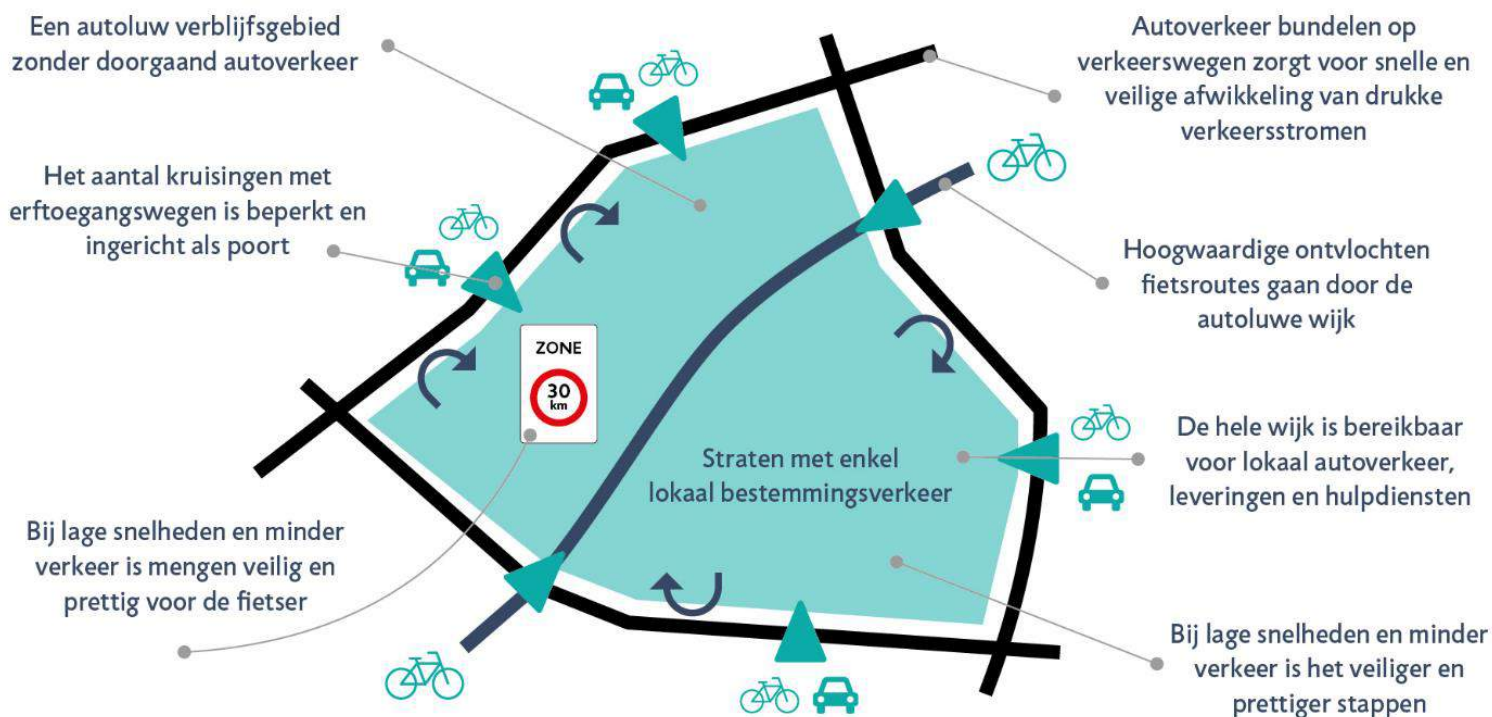 Een autoluw verblijfsgebied
zonder doorgaand autoverkeer
Autoverkeer bundelen op
verkeerswegen zorgt voor snelle en
veilige afwikkeling van drukke
verkeersstromen
Het aantal kruisingen met
erftoegangswegen is beperkt en
ingericht als poort
Hoogwaardige ontvlochten
fietsroutes gaan door de
autoluwe wijk
ZONE
30
km
Straten met enkel
lokaal bestemmingsverkeer
De hele wijk is bereikbaar
voor lokaal autoverkeer,
leveringen en hulpdiensten
Bij lage snelheden en minder
verkeer is mengen veilig en
prettig voor de fietser
Bij lage snelheden en minder
verkeer is het veiliger en
prettiger stappen